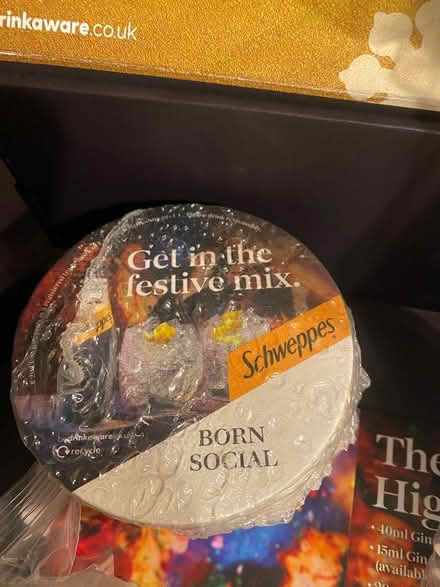 rinkaware.co.uk
Get in the
festive mix.
Schweppes
BORN
SOCIAL
recycle
The
Hig
• 40ml Gin
• 15ml Gin
(availab